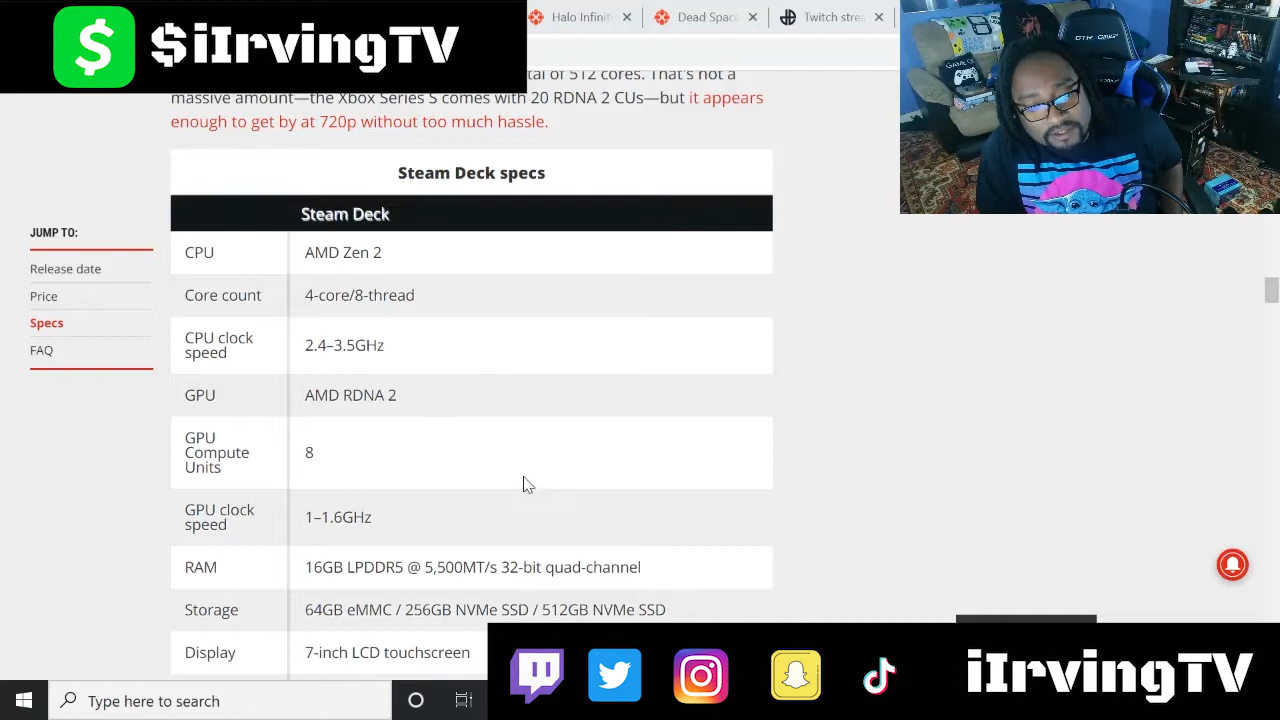 $iIrvingTV
Halo Infinit
Dead Space
Twitch strea
tal of 512 cores. That's not a
massive amount—the Xbox Series S comes with 20 RDNA 2 CUs—but it appears
enough to get by at 720p without too much hassle.
Steam Deck specs
Steam Deck
JUMP TO:
Release date
Price
Specs
FAQ
CPU AMD Zen 2
Core count 4-core/8-thread
CPU clock
speed 2.4–3.5GHz
GPU AMD RDNA 2
GPU
Compute
Units 8
GPU clock
speed 1–1.6GHz
RAM 16GB LPDDR5 @ 5,500MT/s 32-bit quad-channel
Storage 64GB eMMC / 256GB NVMe SSD / 512GB NVMe SSD
Display 7-inch LCD touchscreen
iIrvingTV
Type here to search